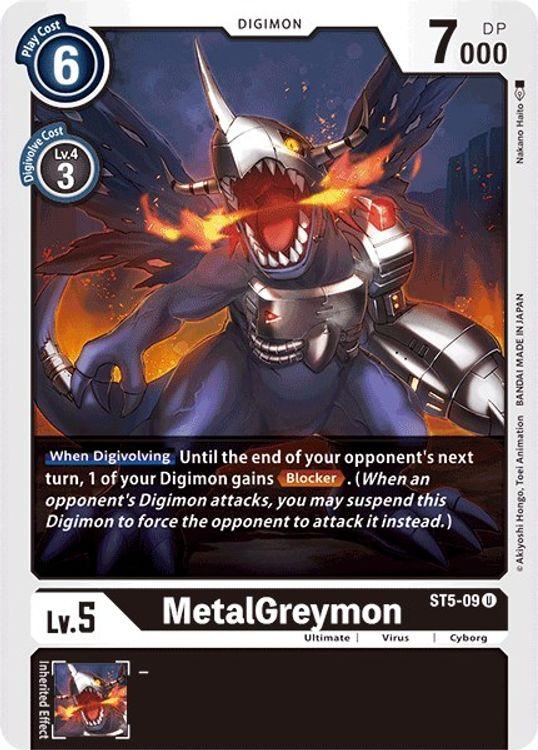 Play Cost
6
DIGIMON
7000
DP
Digivolve Cost
Lv.4
3
Nakano Haito
When Digivolving Until the end of your opponent's next
turn, 1 of your Digimon gains Blocker . (When an
opponent's Digimon attacks, you may suspend this
Digimon to force the opponent to attack it instead.)
© Akiyoshi Hongo, Toei Animation BANDAI MADE IN JAPAN
Lv.5
MetalGreymon
ST5-09 U
Ultimate | Virus | Cyborg
Inherited Effect
–